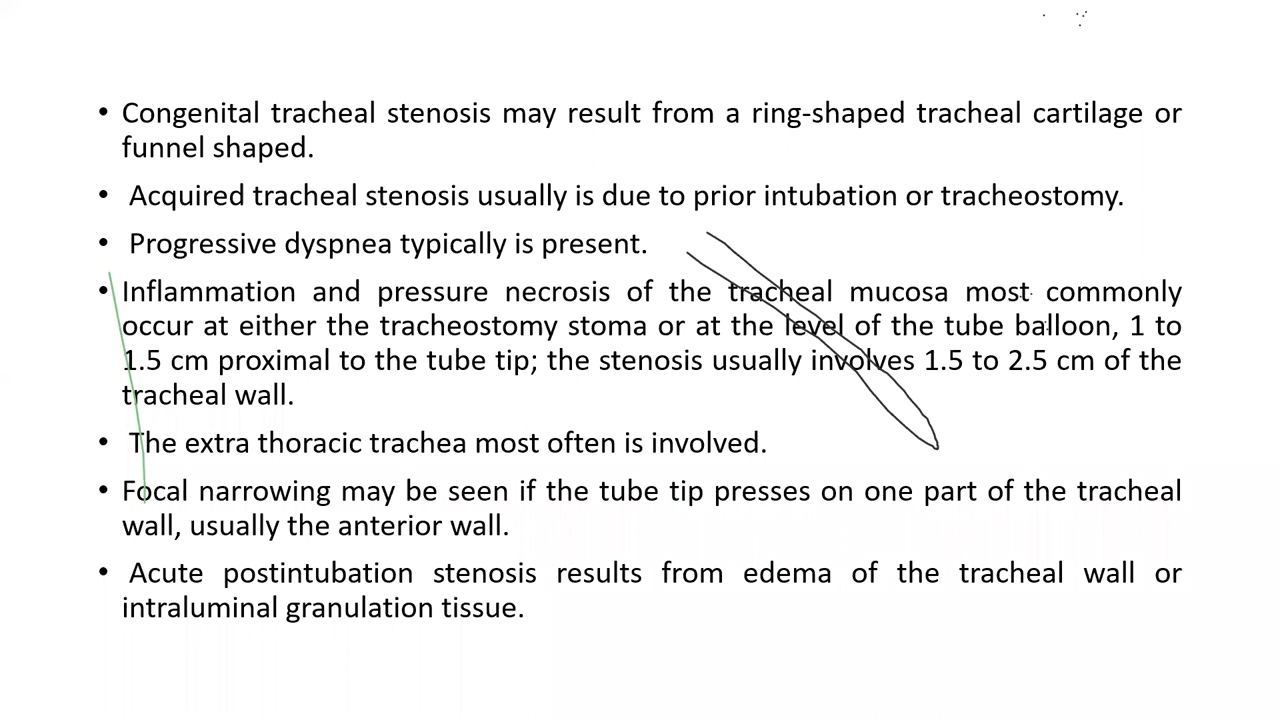 • Congenital tracheal stenosis may result from a ring-shaped tracheal cartilage or
funnel shaped.
• Acquired tracheal stenosis usually is due to prior intubation or tracheostomy.
• Progressive dyspnea typically is present.
• Inflammation and pressure necrosis of the tracheal mucosa most commonly
occur at either the tracheostomy stoma or at the level of the tube balloon, 1 to
1.5 cm proximal to the tube tip; the stenosis usually involves 1.5 to 2.5 cm of the
tracheal wall.
• The extra thoracic trachea most often is involved.
• Focal narrowing may be seen if the tube tip presses on one part of the tracheal
wall, usually the anterior wall.
• Acute postintubation stenosis results from edema of the tracheal wall or
intraluminal granulation tissue.